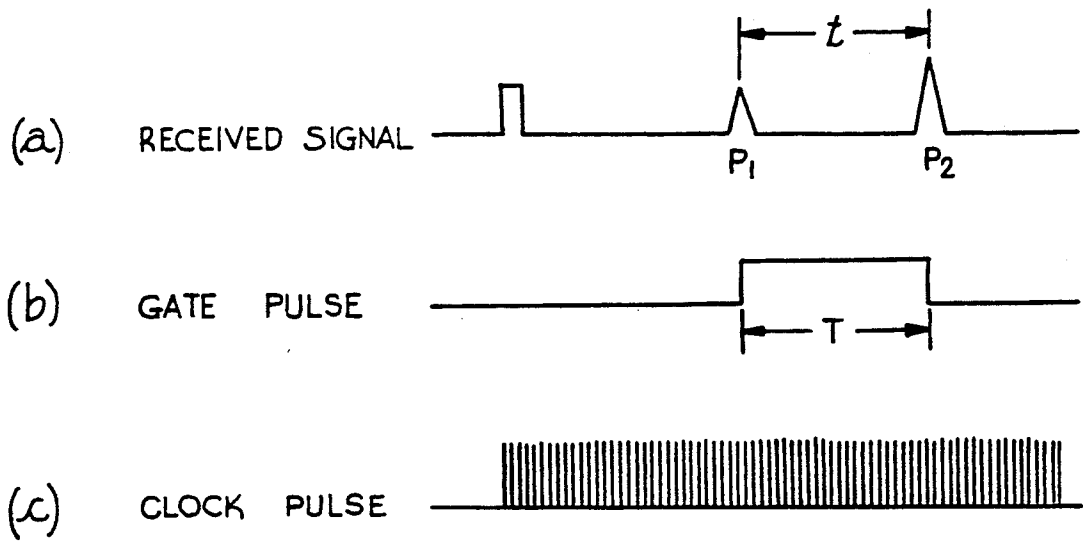 t
(a) RECEIVED SIGNAL
P1 P2
(b) GATE PULSE
T
(c) CLOCK PULSE